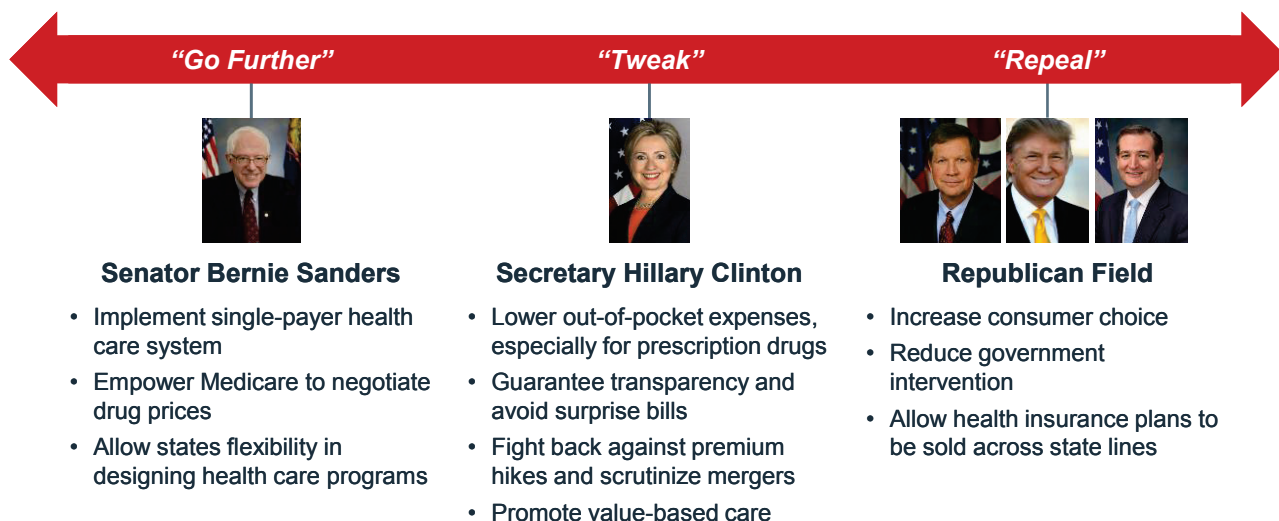 “Go Further”
“Tweak”
“Repeal”
Senator Bernie Sanders
• Implement single-payer health
care system
• Empower Medicare to negotiate
drug prices
• Allow states flexibility in
designing health care programs
Secretary Hillary Clinton
• Lower out-of-pocket expenses,
especially for prescription drugs
• Guarantee transparency and
avoid surprise bills
• Fight back against premium
hikes and scrutinize mergers
• Promote value-based care
Republican Field
• Increase consumer choice
• Reduce government
intervention
• Allow health insurance plans to
be sold across state lines